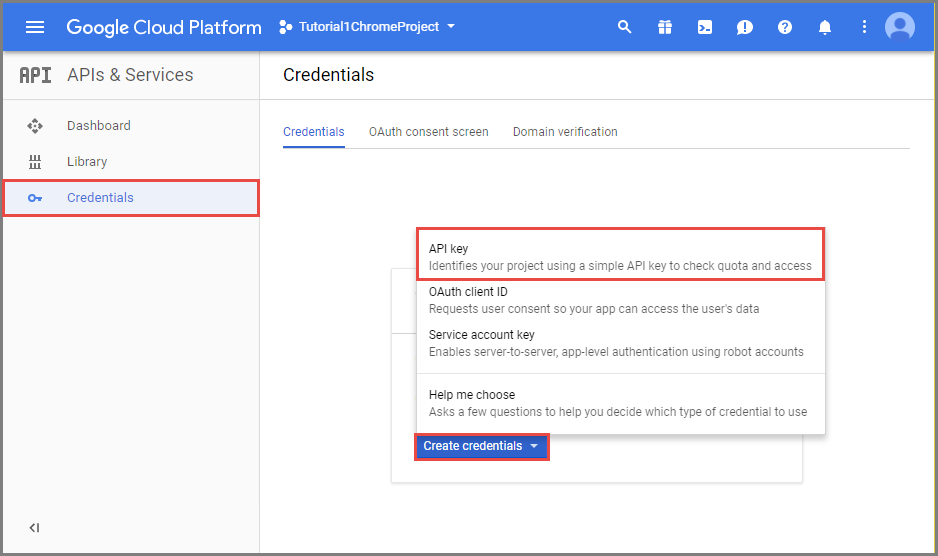 Google Cloud Platform Tutorial1ChromeProject
API APIs & Services
Credentials
Dashboard
Library
Credentials
Credentials OAuth consent screen Domain verification
API key
Identifies your project using a simple API key to check quota and access
OAuth client ID
Requests user consent so your app can access the user's data
Service account key
Enables server-to-server, app-level authentication using robot accounts
Help me choose
Asks a few questions to help you decide which type of credential to use
Create credentials